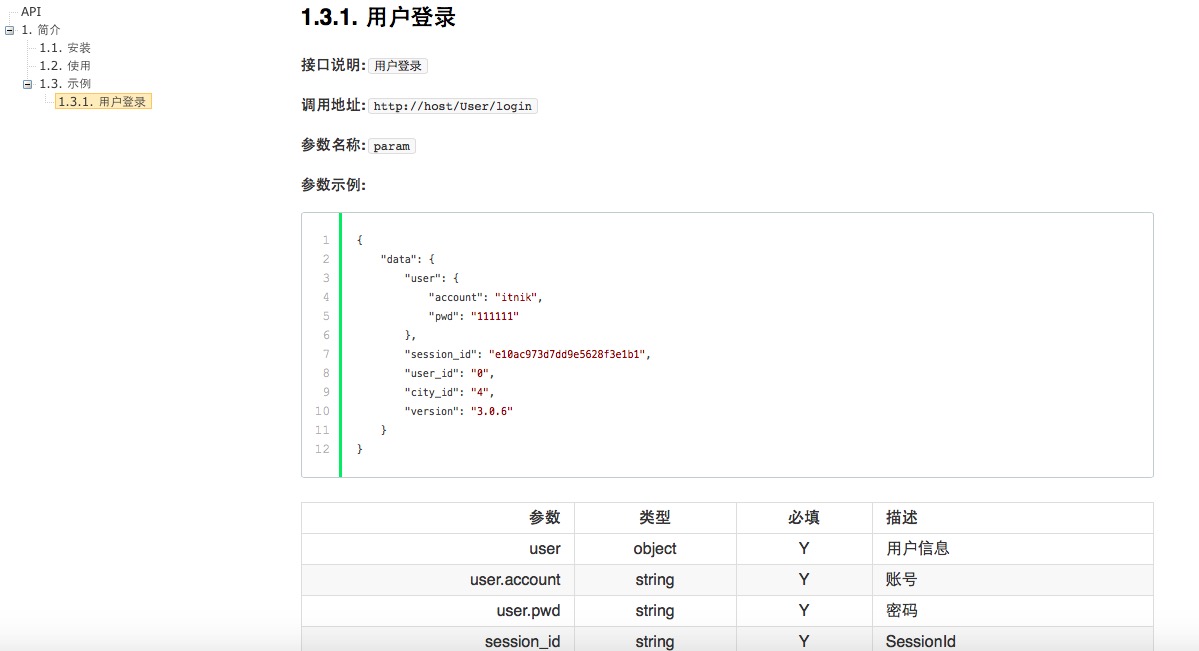 API
1. 简介
1.1. 安装
1.2. 使用
1.3. 示例
1.3.1. 用户登录
1.3.1. 用户登录
接口说明: 用户登录
调用地址: http://host/User/login
参数名称: param
参数示例:
1 {
2 "data": {
3 "user": {
4 "account": "itnik",
5 "pwd": "111111"
6 },
7 "session_id": "e10ac973d7dd9e5628f3e1b1",
8 "user_id": "0",
9 "city_id": "4",
10 "version": "3.0.6"
11 }
12 }
参数 类型 必填 描述
user object Y 用户信息
user.account string Y 账号
user.pwd string Y 密码
session_id string Y SessionId